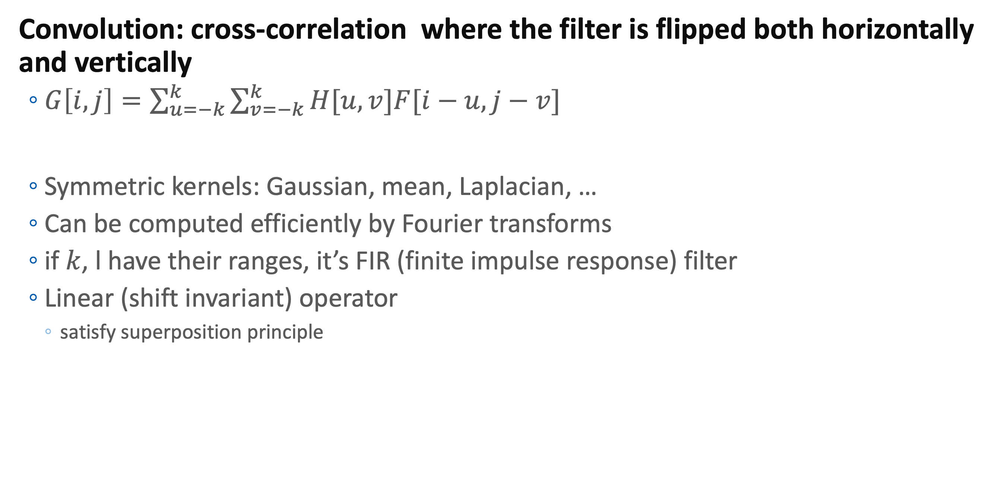 Convolution: cross-correlation  where the filter is flipped both horizontally
and vertically
∘ G[i, j] = ∑ᵏᵤ₌₋ₖ ∑ᵏᵥ₌₋ₖ H[u, v]F[i − u, j − v]
∘ Symmetric kernels: Gaussian, mean, Laplacian, ...
∘ Can be computed efficiently by Fourier transforms
∘ if k, l have their ranges, it’s FIR (finite impulse response) filter
∘ Linear (shift invariant) operator
∘ satisfy superposition principle